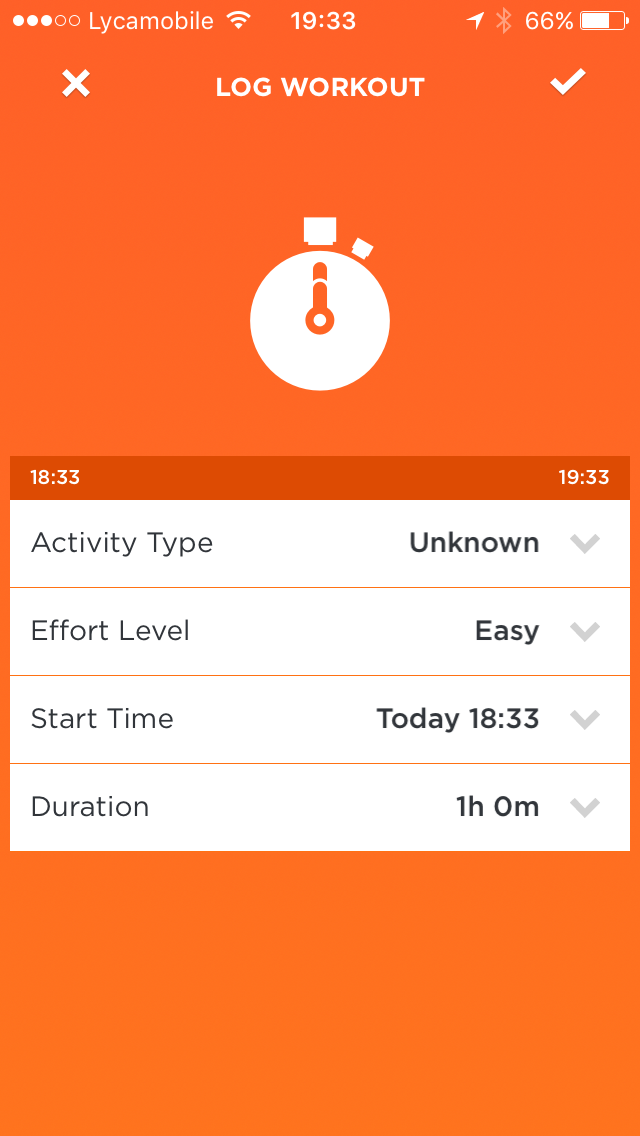 Lycamobile 19:33 66%
LOG WORKOUT
18:33 19:33
Activity Type Unknown
Effort Level Easy
Start Time Today 18:33
Duration 1h 0m